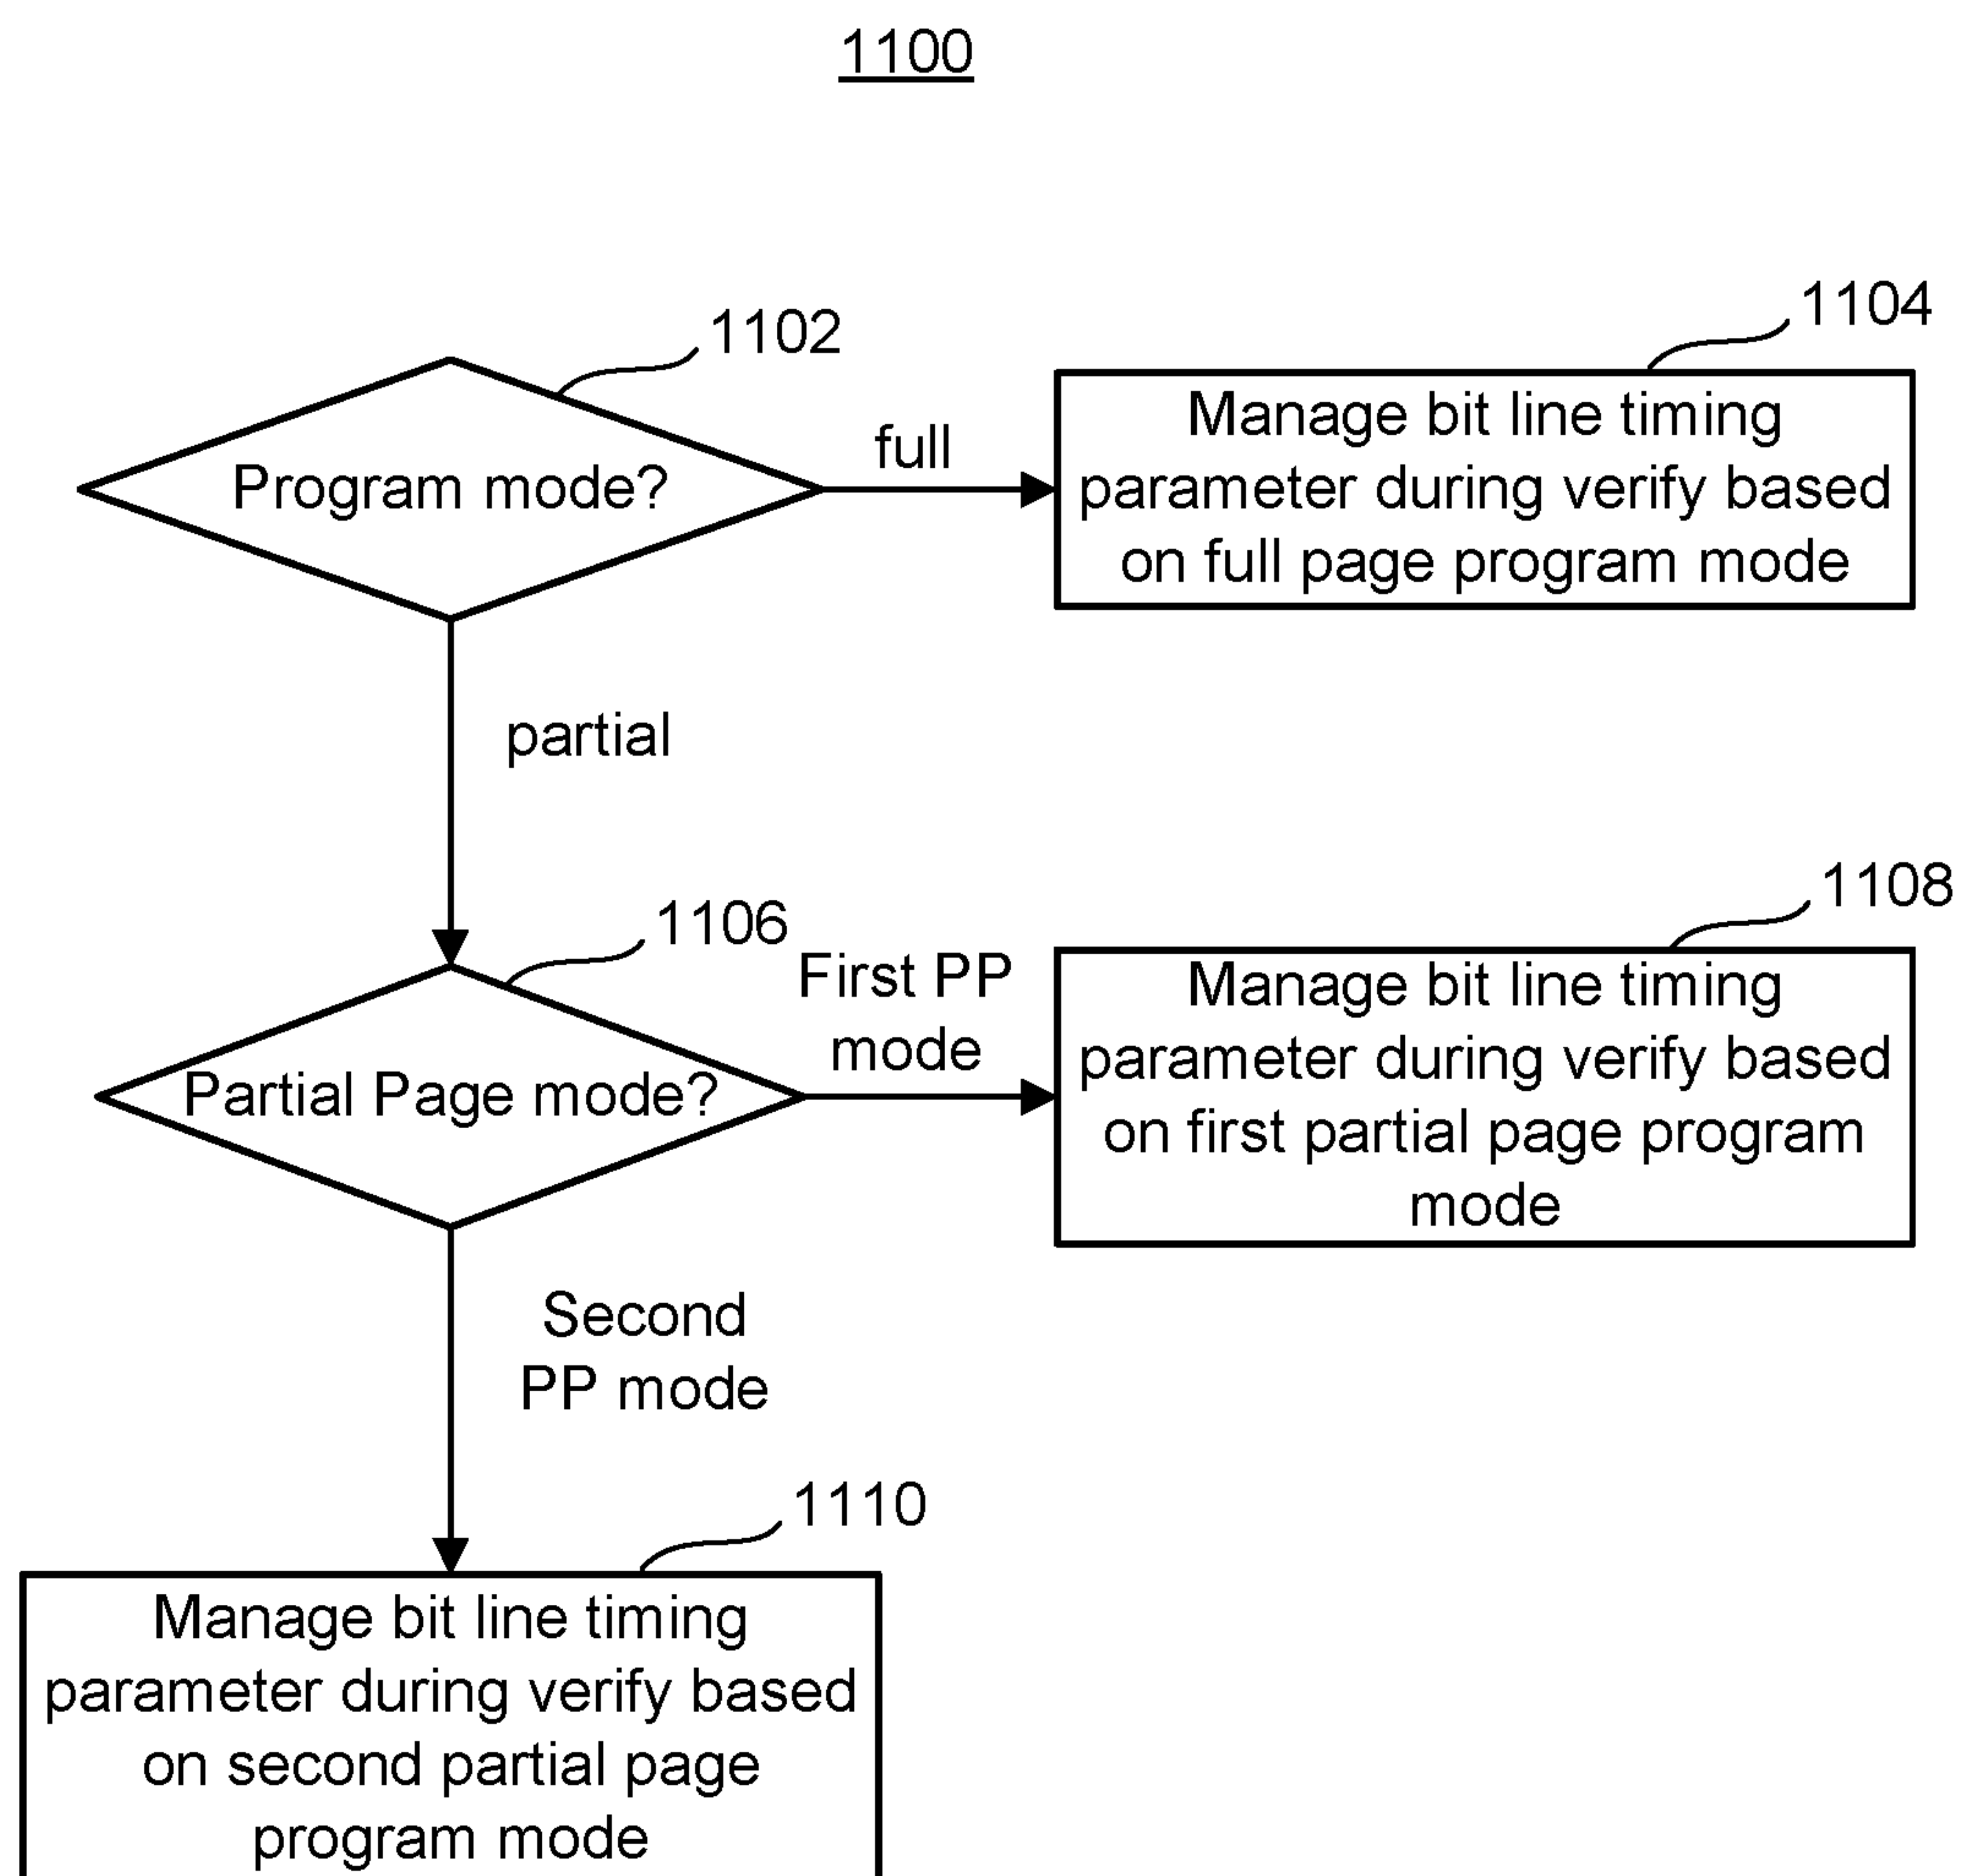 1100
1102
1104
Program mode?
full
Manage bit line timing
parameter during verify based
on full page program mode
partial
1106
1108
Partial Page mode?
First PP
mode
Manage bit line timing
parameter during verify based
on first partial page program
mode
Second
PP mode
1110
Manage bit line timing
parameter during verify based
on second partial page
program mode